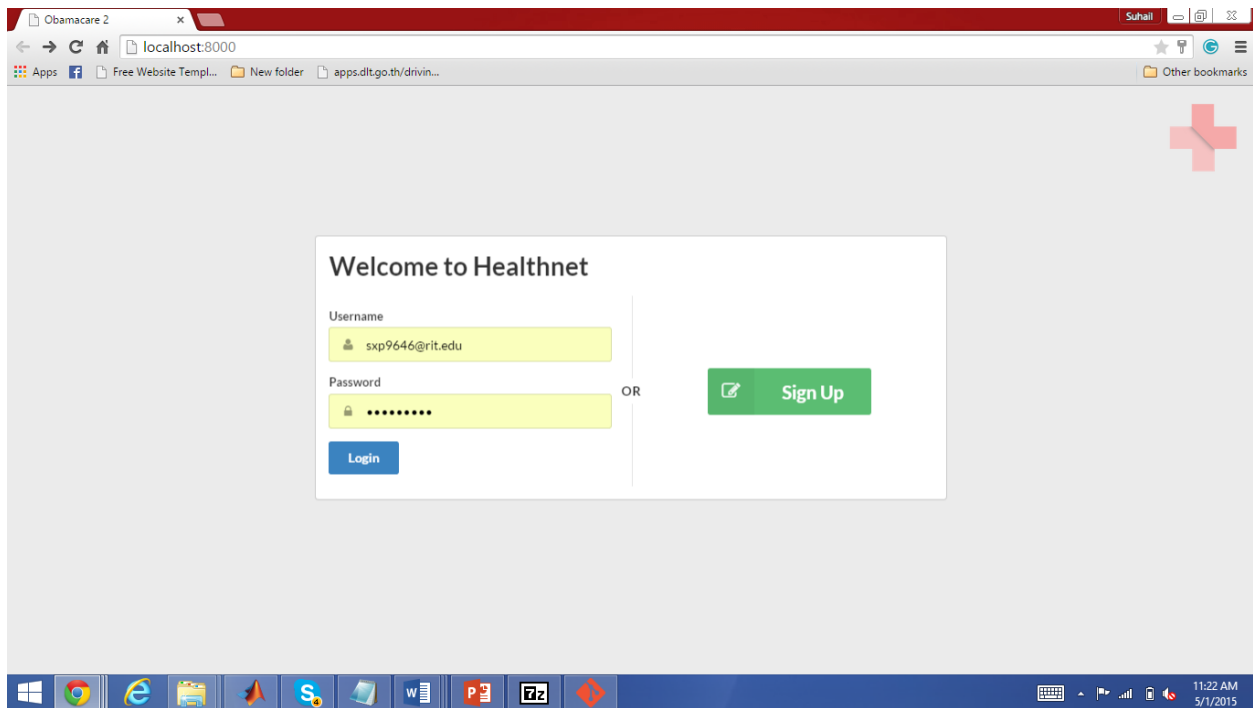 Obamacare 2
Suhail
localhost:8000
Apps Free Website Templ... New folder apps.dlt.go.th/drivin... Other bookmarks
Welcome to Healthnet
Username
sxp9646@rit.edu
Password
•••••••••
Login
OR
Sign Up
11:22 AM
5/1/2015